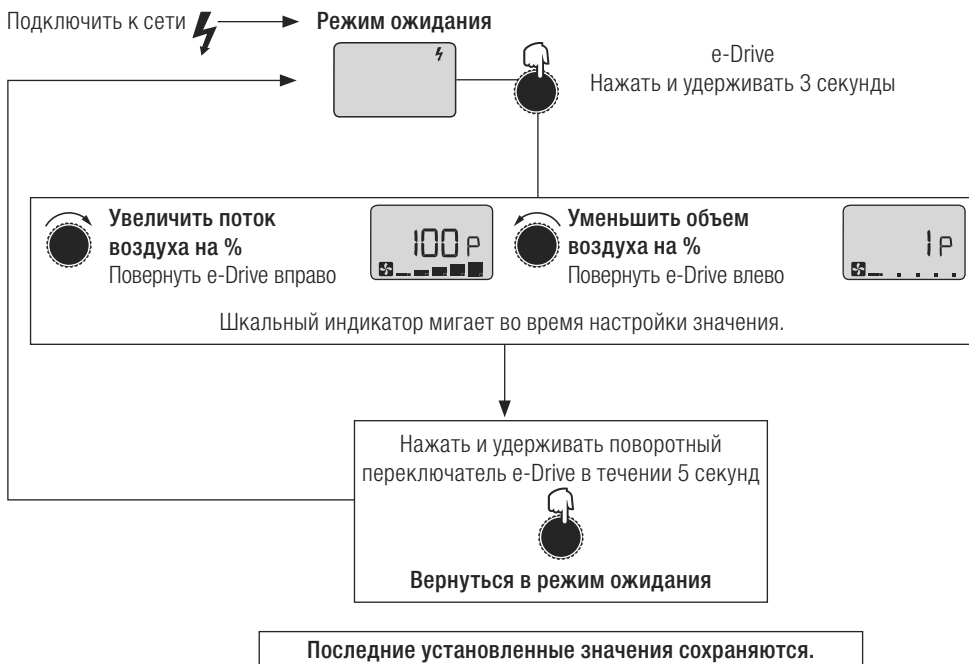 Подключить к сети
Режим ожидания
e-Drive
Нажать и удерживать 3 секунды
Увеличить поток
воздуха на %
Повернуть e-Drive вправо
100 P
Уменьшить объем
воздуха на %
Повернуть e-Drive влево
1 P
Шкальный индикатор мигает во время настройки значения.
Нажать и удерживать поворотный
переключатель e-Drive в течении 5 секунд
Вернуться в режим ожидания
Последние установленные значения сохраняются.